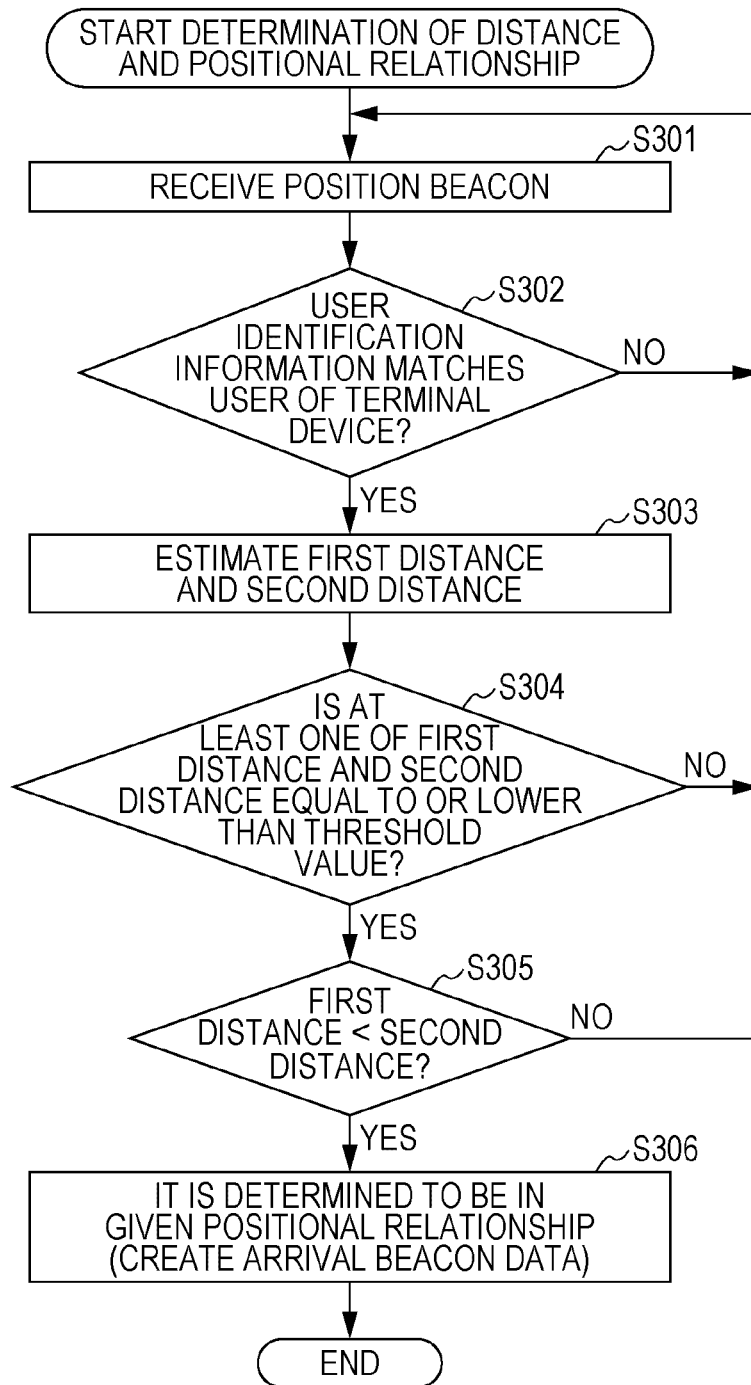 START DETERMINATION OF DISTANCE
AND POSITIONAL RELATIONSHIP
S301
RECEIVE POSITION BEACON
S302
USER
IDENTIFICATION
INFORMATION MATCHES
USER OF TERMINAL
DEVICE?
NO
YES
S303
ESTIMATE FIRST DISTANCE
AND SECOND DISTANCE
S304
IS AT
LEAST ONE OF FIRST
DISTANCE AND SECOND
DISTANCE EQUAL TO OR LOWER
THAN THRESHOLD
VALUE?
NO
YES
S305
FIRST
DISTANCE < SECOND
DISTANCE?
NO
YES
S306
IT IS DETERMINED TO BE IN
GIVEN POSITIONAL RELATIONSHIP
(CREATE ARRIVAL BEACON DATA)
END